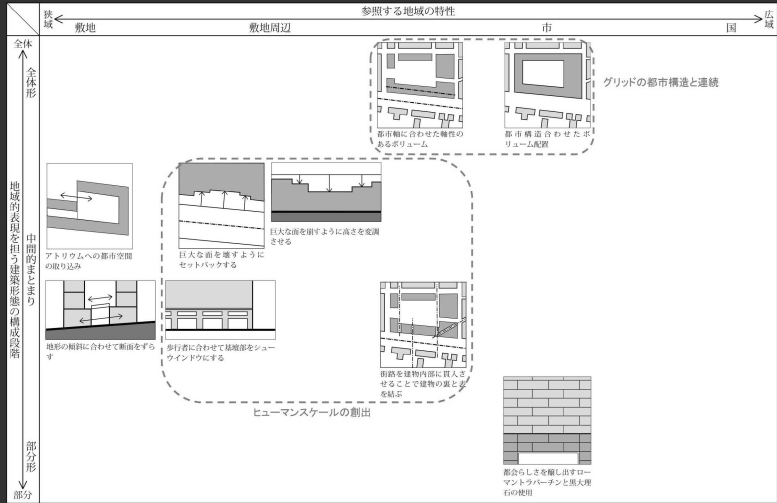 参照する地域の特性
狭域
広域
敷地
敷地周辺
市
国
全体
全体形
地域的表現を担う建築形態の構成段階
中間的まとまり
部分形
部分
グリッドの都市構造と連続
都市軸に合わせた軸性の
あるボリューム
都市構造合わせたボ
リューム配置
アトリウムへの都市空間
の取り込み
巨大な面を壊すように
セットバックする
巨大な面を崩すように高さを変調
させる
地形の傾斜に合わせて断面をずら
す
歩行者に合わせて基壇部をショー
ウインドウにする
街路を建物内部に貫入さ
せることで建物の裏と表
を結ぶ
ヒューマンスケールの創出
都会らしさを醸し出すロー
マントラバーチンと黒大理
石の使用